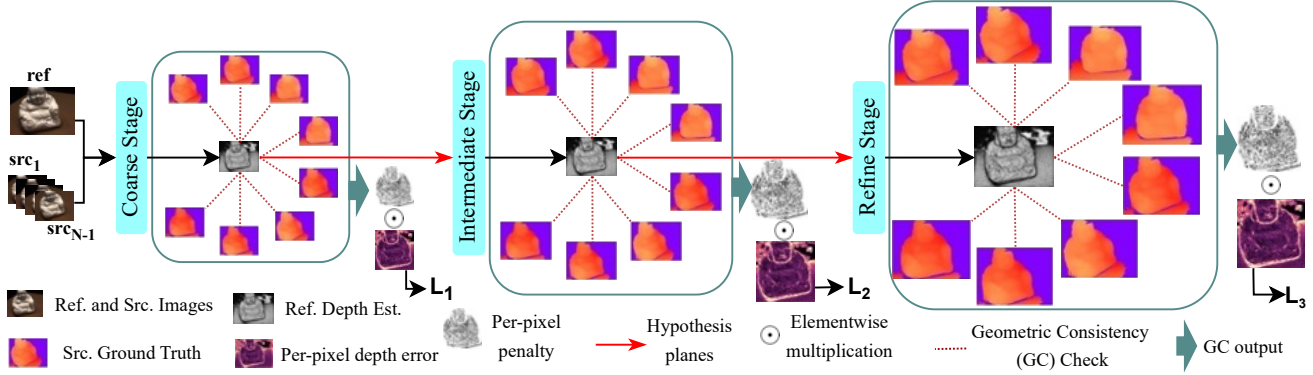 ref
src1
srcN-1
Coarse Stage
L1
Intermediate Stage
L2
Refine Stage
L3
Ref. and Src. Images
Ref. Depth Est.
Src. Ground Truth
Per-pixel depth error
Per-pixel
penalty
Hypothesis
planes
Elementwise
multiplication
Geometric Consistency
(GC) Check
GC output